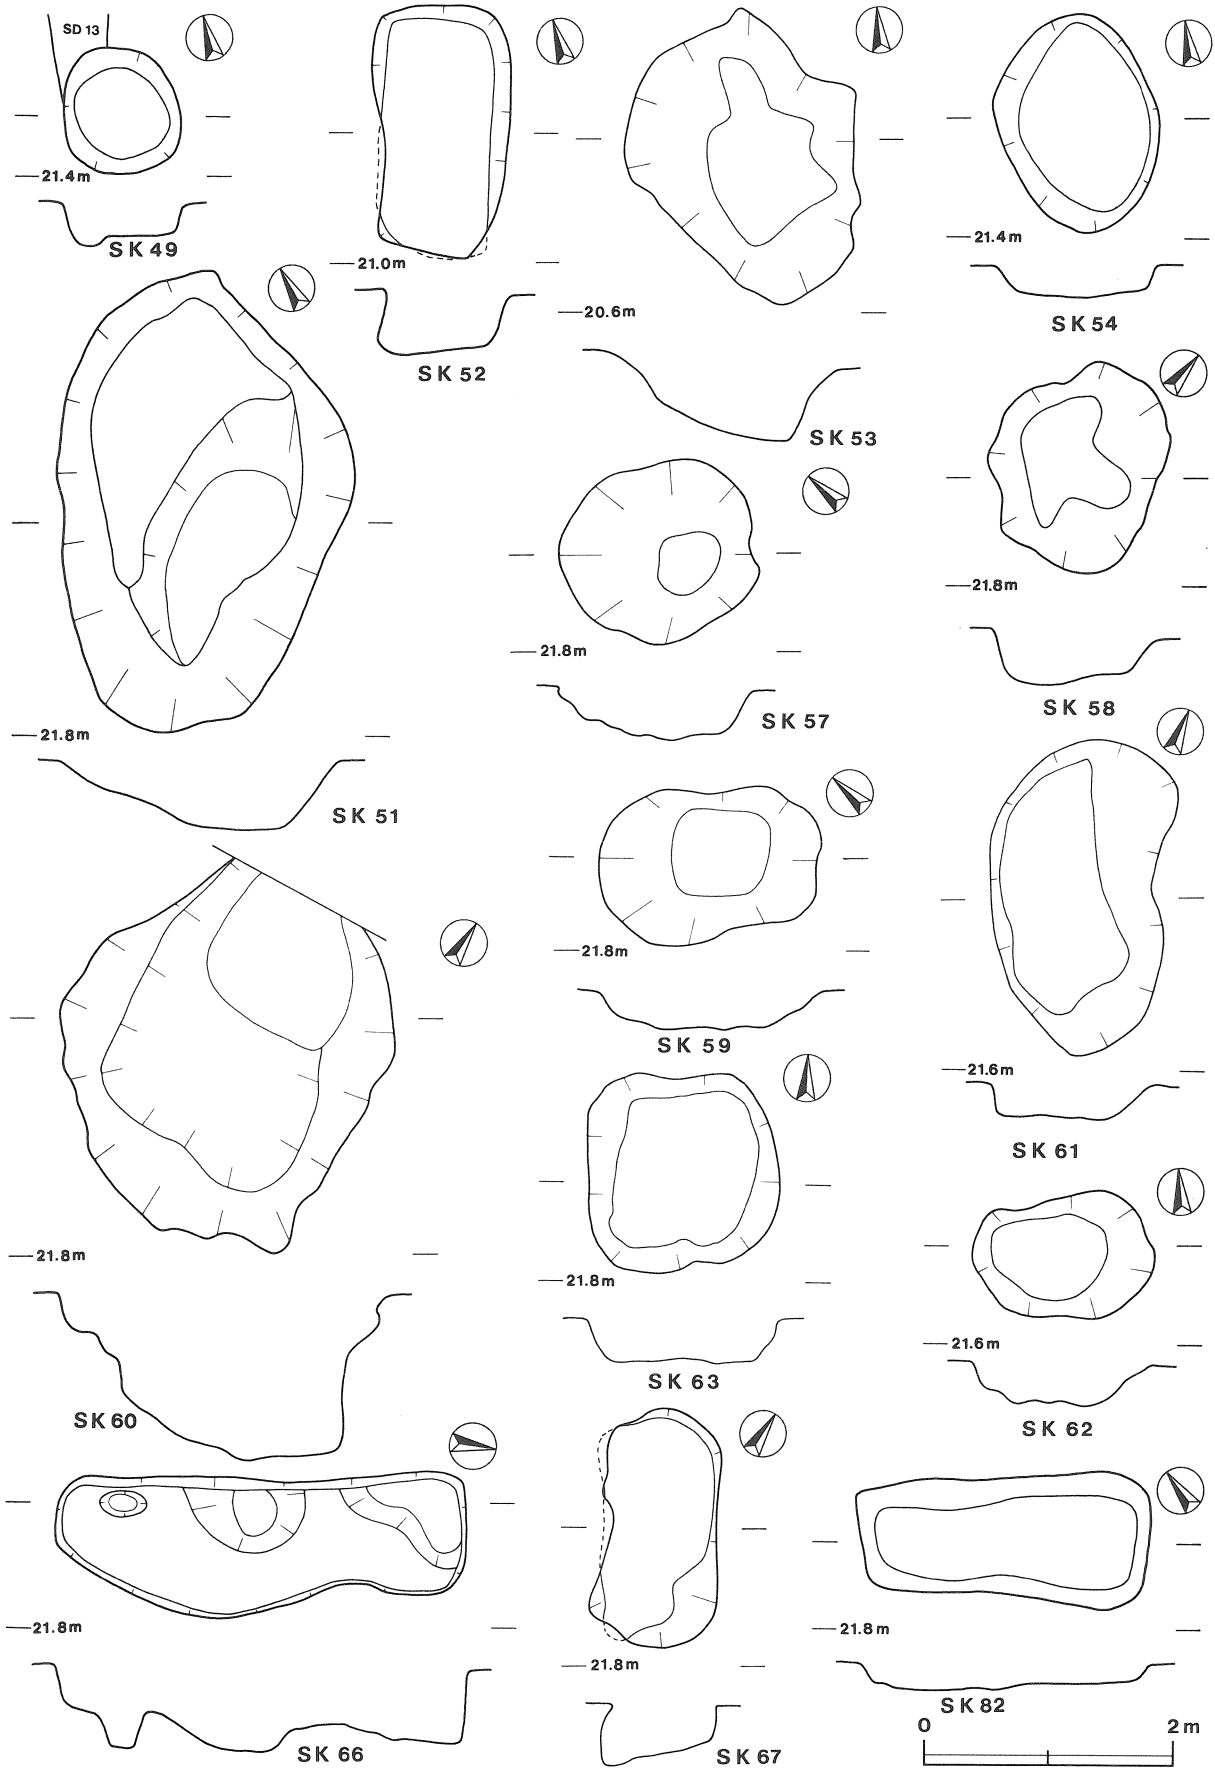 SD 13
21.4m
SK 49
21.0m
SK 52
20.6m
SK 53
21.4m
SK 54
21.8m
SK 51
21.8m
SK 57
21.8m
SK 58
21.8m
SK 59
21.6m
SK 61
21.8m
SK 60
21.8m
SK 63
21.6m
SK 62
21.8m
SK 66
21.8m
SK 67
21.8m
SK 82
0 2m